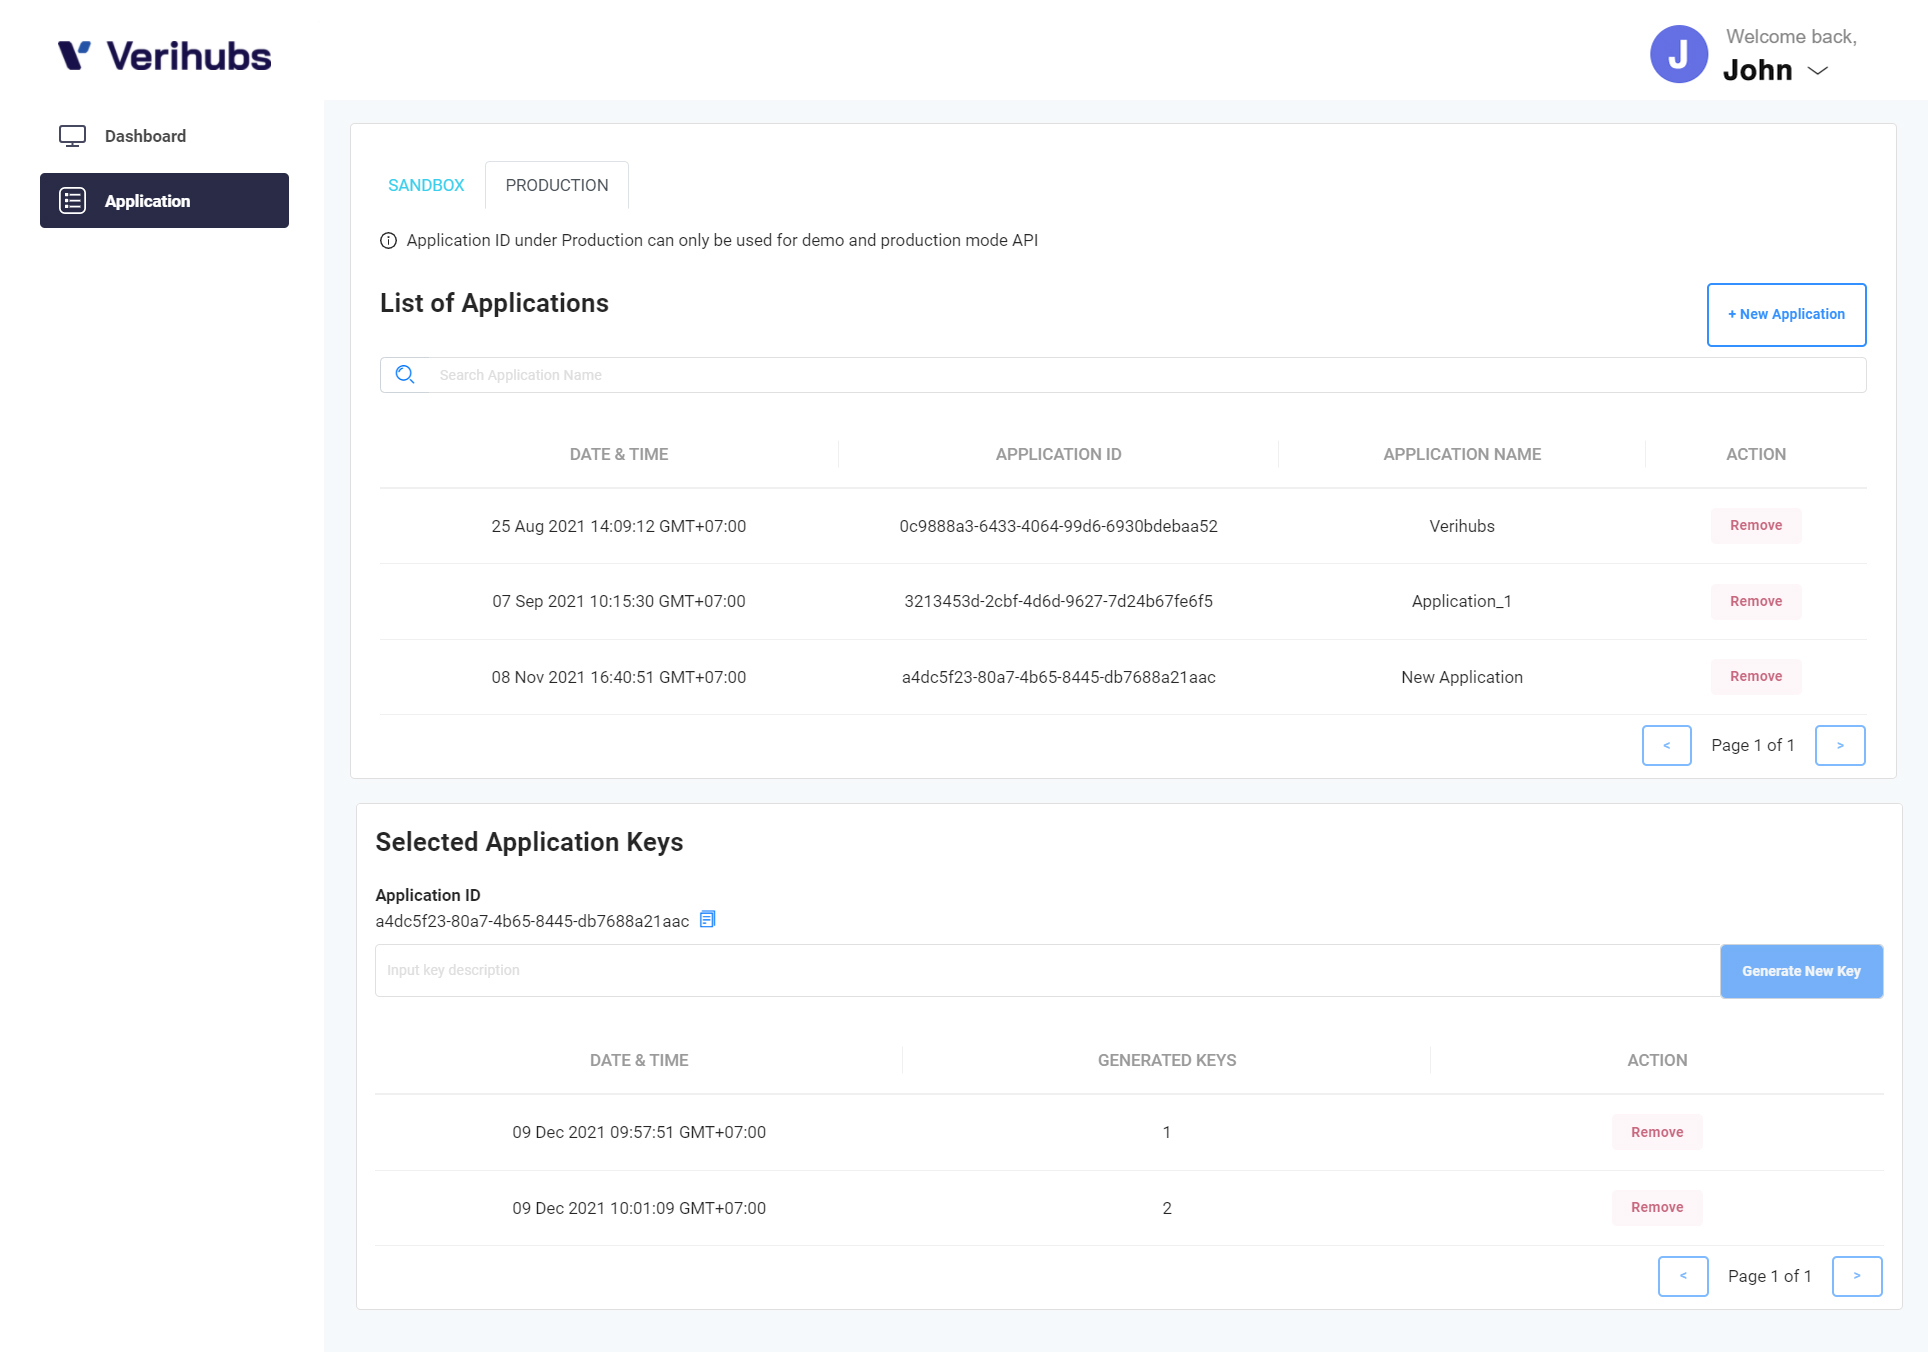 Verihubs
J
Welcome back,
John
Dashboard
Application
SANDBOX
PRODUCTION
Application ID under Production can only be used for demo and production mode API
List of Applications
+ New Application
Search Application Name
DATE & TIME APPLICATION ID APPLICATION NAME ACTION
25 Aug 2021 14:09:12 GMT+07:00 0c9888a3-6433-4064-99d6-6930bdebaa52 Verihubs Remove
07 Sep 2021 10:15:30 GMT+07:00 3213453d-2cbf-4d6d-9627-7d24b67fe6f5 Application_1 Remove
08 Nov 2021 16:40:51 GMT+07:00 a4dc5f23-80a7-4b65-8445-db7688a21aac New Application Remove
< Page 1 of 1 >
Selected Application Keys
Application ID
a4dc5f23-80a7-4b65-8445-db7688a21aac
Input key description
Generate New Key
DATE & TIME GENERATED KEYS ACTION
09 Dec 2021 09:57:51 GMT+07:00 1 Remove
09 Dec 2021 10:01:09 GMT+07:00 2 Remove
< Page 1 of 1 >